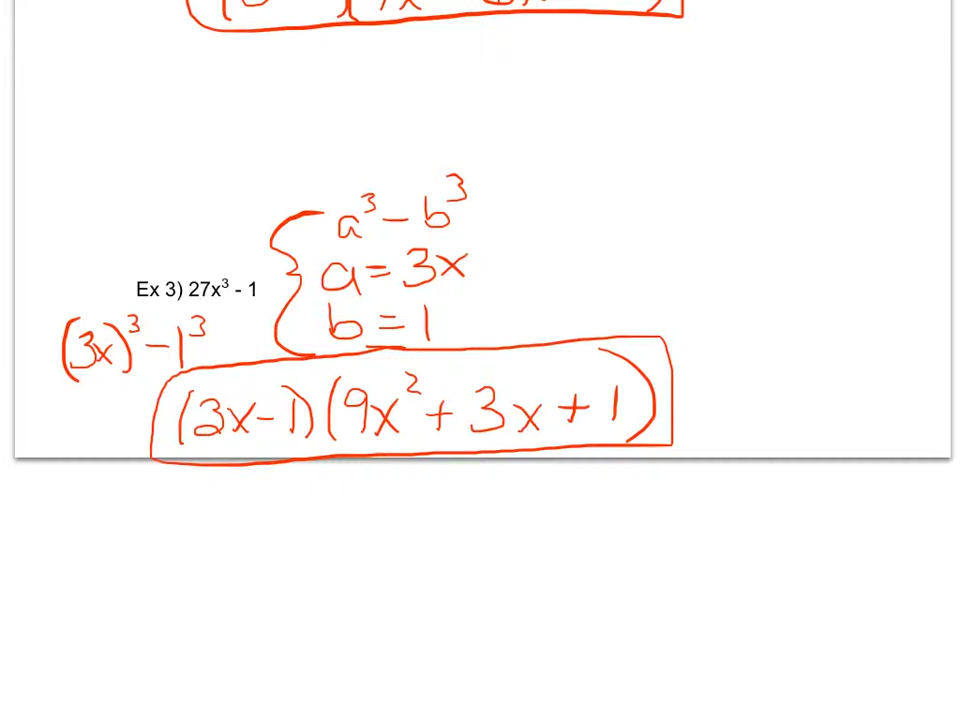 a³ - b³
a = 3x
Ex 3) 27x³ - 1
b = 1
(3x)³ - 1³
(3x-1)(9x² + 3x + 1)